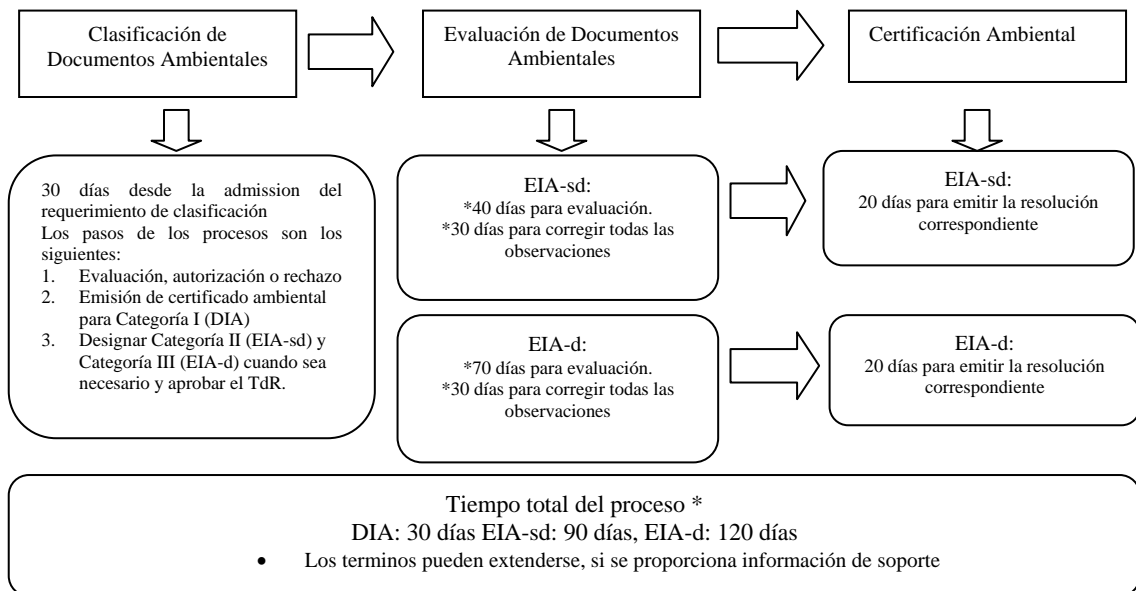 Clasificación de
Documentos Ambientales
Evaluación de Documentos
Ambientales
Certificación Ambiental
30 días desde la admission del
requerimiento de clasificación
Los pasos de los procesos son los
siguientes:
1. Evaluación, autorización o rechazo
2. Emisión de certificado ambiental
para Categoría I (DIA)
3. Designar Categoría II (EIA-sd) y
Categoría III (EIA-d) cuando sea
necesario y aprobar el TdR.
EIA-sd:
*40 días para evaluación.
*30 días para corregir todas las
observaciones
EIA-sd:
20 días para emitir la resolución
correspondiente
EIA-d:
*70 días para evaluación.
*30 días para corregir todas las
observaciones
EIA-d:
20 días para emitir la resolución
correspondiente
Tiempo total del proceso *
DIA: 30 días EIA-sd: 90 días, EIA-d: 120 días
• Los terminos pueden extenderse, si se proporciona información de soporte